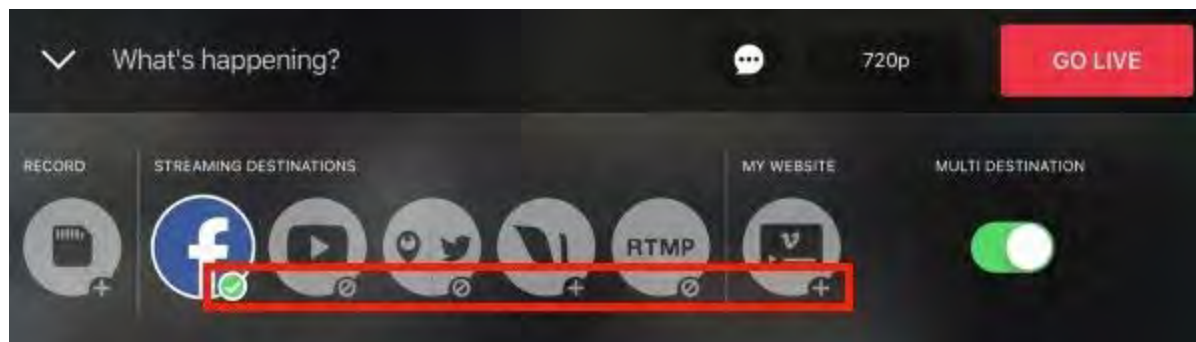 What's happening?
720p
GO LIVE
RECORD
STREAMING DESTINATIONS
MY WEBSITE
MULTI DESTINATION
RTMP